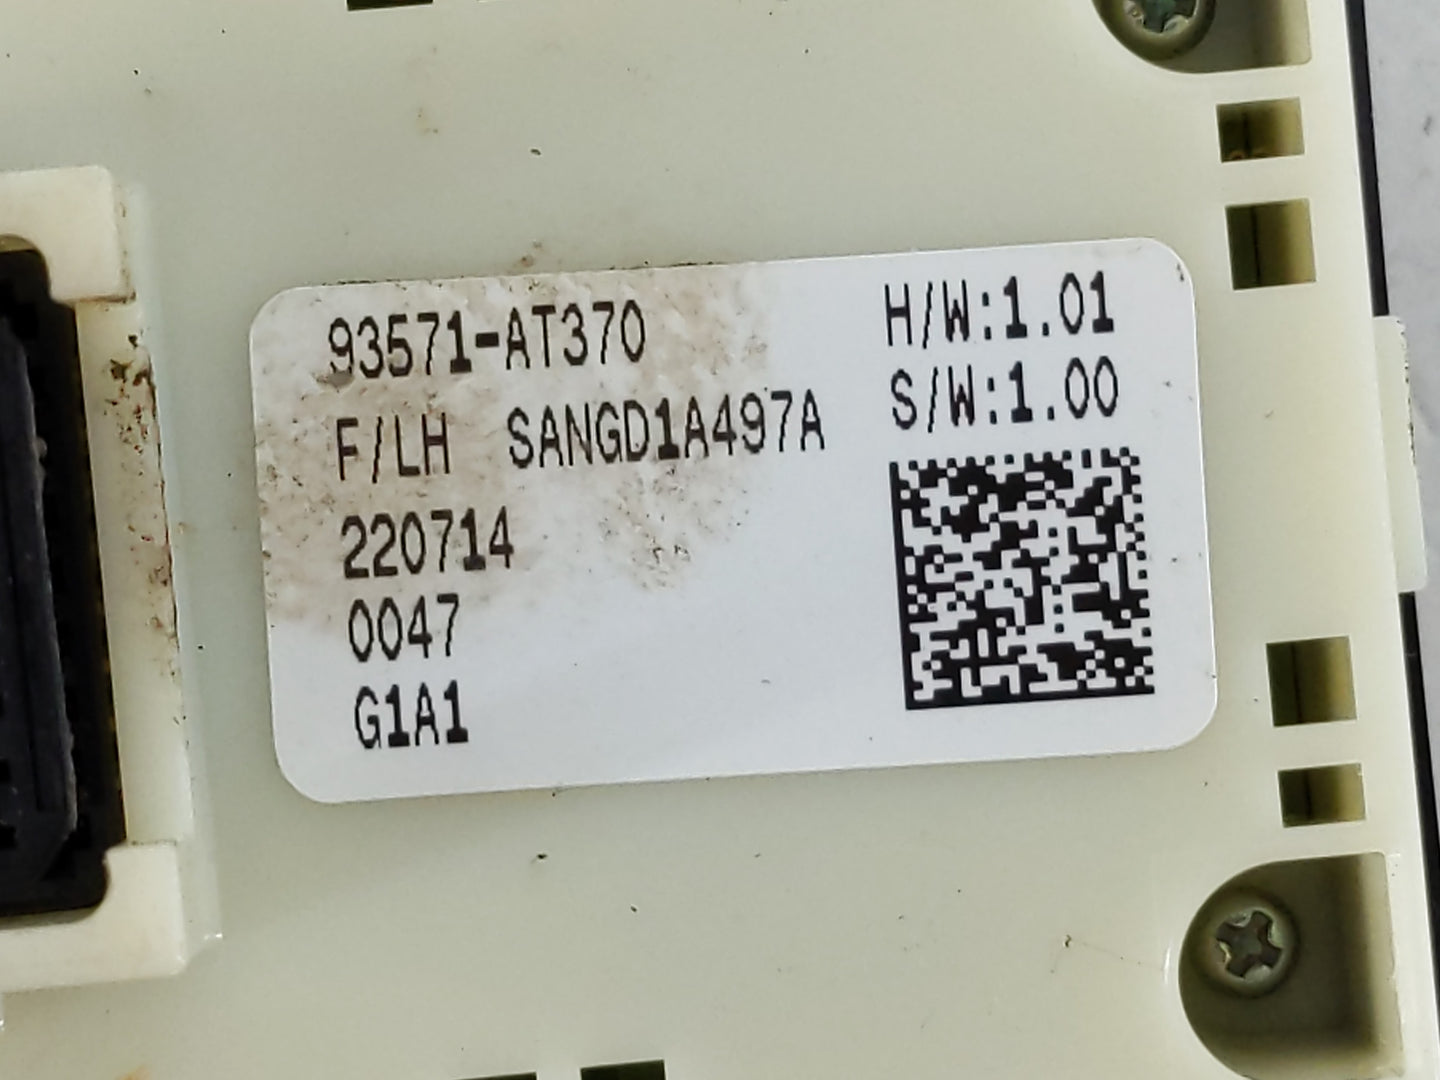 93571-AT370
F/LH SANGD1A497A
220714
0047
G1A1
H/W:1.01
S/W:1.00